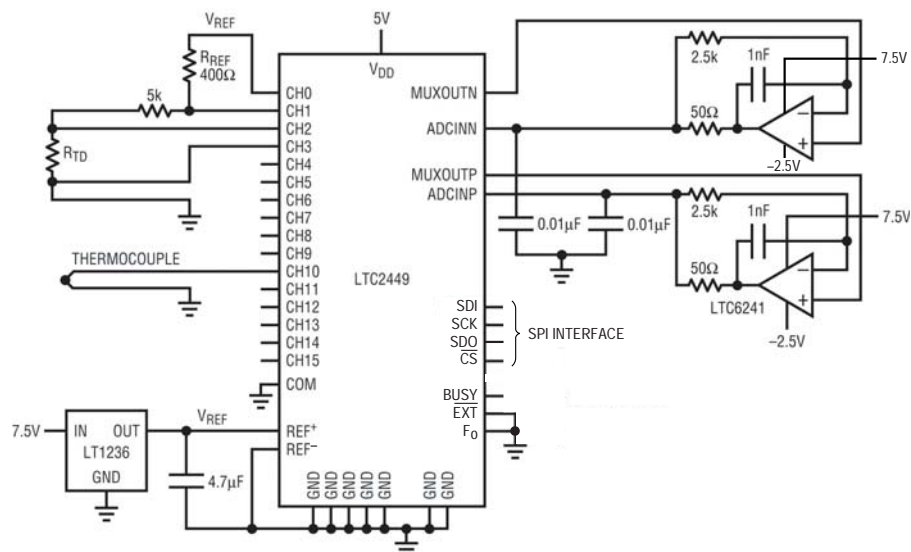 VREF
5V
RREF
400Ω
VDD
CH0
5k
CH1
CH2
CH3
RTD
CH4
CH5
CH6
CH7
CH8
CH9
THERMOCOUPLE
CH10
CH11
CH12
CH13
CH14
CH15
COM
LTC2449
VREF
7.5V
IN
OUT
LT1236
GND
4.7µF
REF+
REF–
GND
GND
GND
GND
GND
GND
GND
MUXOUTN
ADCINN
MUXOUTP
ADCINP
SDI
SCK
SDO
CS
SPI INTERFACE
BUSY
EXT
FO
0.01µF
0.01µF
2.5k
1nF
7.5V
50Ω
–
+
–2.5V
2.5k
1nF
7.5V
50Ω
–
+
LTC6241
–2.5V